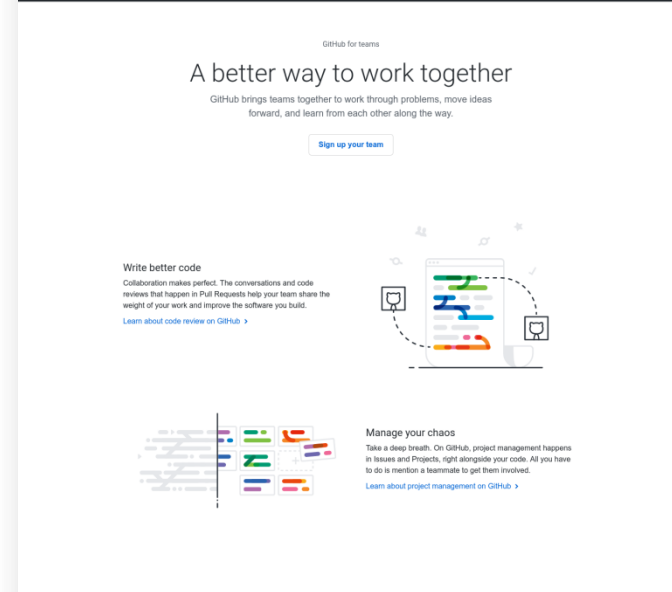 GitHub for teams
A better way to work together
GitHub brings teams together to work through problems, move ideas
forward, and learn from each other along the way.
Sign up your team
Write better code
Collaboration makes perfect. The conversations and code
reviews that happen in Pull Requests help your team share the
weight of your work and improve the software you build.
Learn about code review on GitHub >
Manage your chaos
Take a deep breath. On GitHub, project management happens
in Issues and Projects, right alongside your code. All you have
to do is mention a teammate to get them involved.
Learn about project management on GitHub >